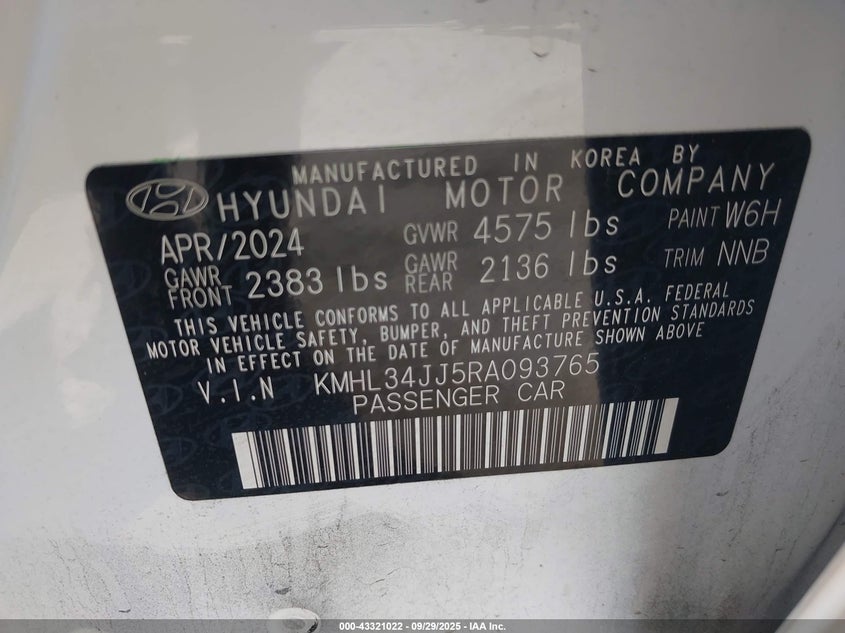 MANUFACTURED IN KOREA BY
HYUNDAI MOTOR COMPANY
APR/2024 GVWR 4575 lbs PAINT W6H
GAWR FRONT 2383 lbs GAWR REAR 2136 lbs TRIM NNB
THIS VEHICLE CONFORMS TO ALL APPLICABLE U.S.A. FEDERAL
MOTOR VEHICLE SAFETY, BUMPER, AND THEFT PREVENTION STANDARDS
IN EFFECT ON THE DATE OF MANUFACTURE SHOWN ABOVE
V.I.N KMHL34JJ5RA093765
PASSENGER CAR
000-43321022 - 09/29/2025 - IAA Inc.